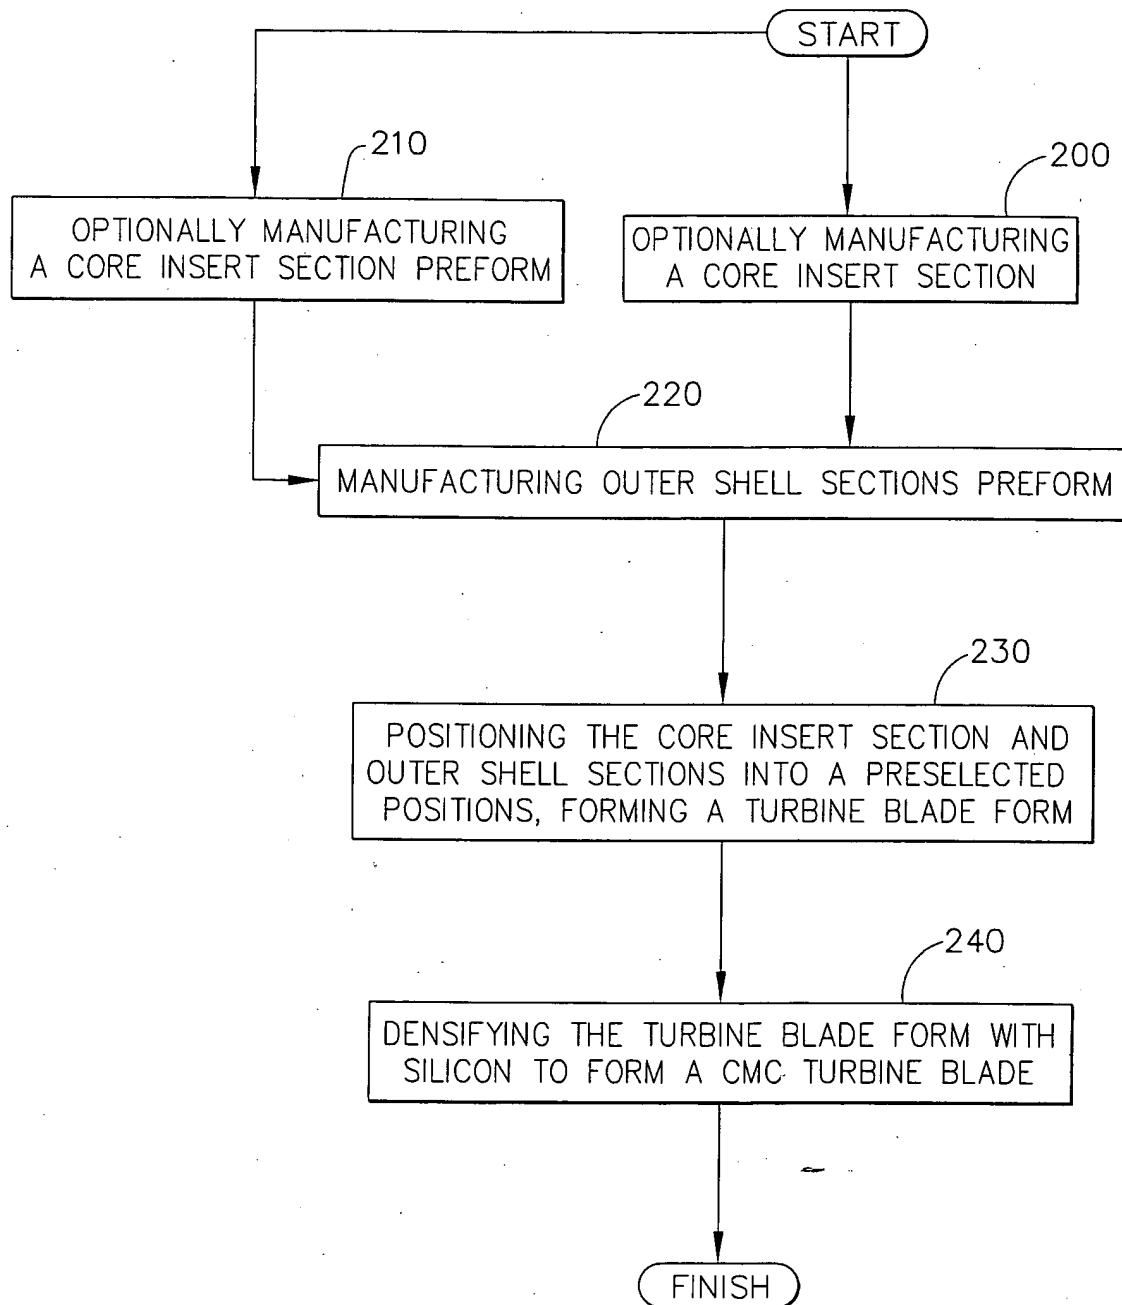 START
210
200
OPTIONALLY MANUFACTURING
A CORE INSERT SECTION PREFORM
OPTIONALLY MANUFACTURING
A CORE INSERT SECTION
220
MANUFACTURING OUTER SHELL SECTIONS PREFORM
230
POSITIONING THE CORE INSERT SECTION AND
OUTER SHELL SECTIONS INTO A PRESELECTED
POSITIONS, FORMING A TURBINE BLADE FORM
240
DENSIFYING THE TURBINE BLADE FORM WITH
SILICON TO FORM A CMC TURBINE BLADE
FINISH